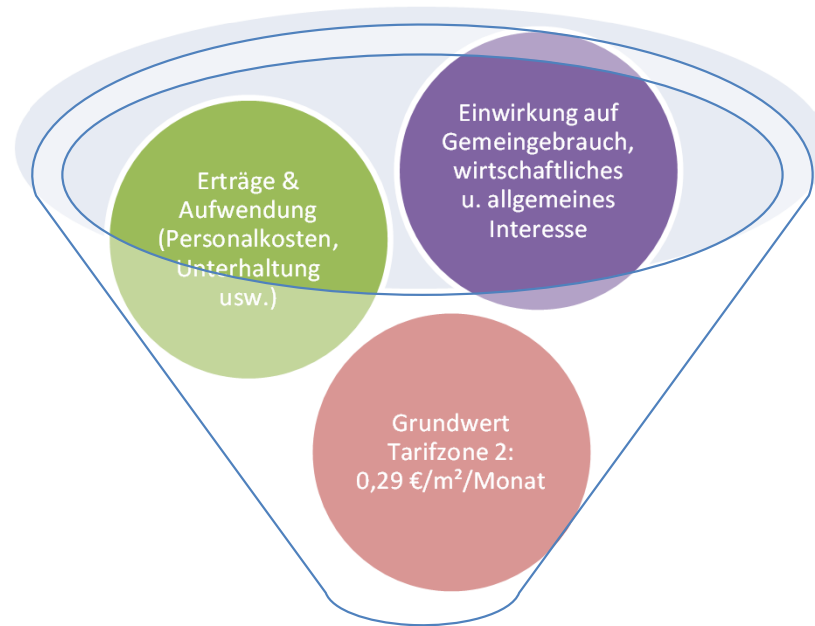 Einwirkung auf
Gemeingebrauch,
wirtschaftliches
u. allgemeines
Interesse
Erträge &
Aufwendung
(Personalkosten,
Unterhaltung
usw.)
Grundwert
Tarifzone 2:
0,29 €/m²/Monat